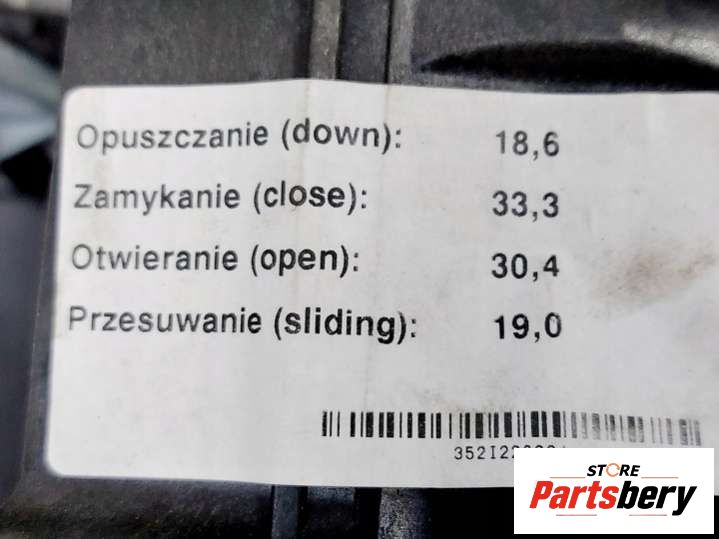 Opuszczanie (down): 18,6
Zamykanie (close): 33,3
Otwieranie (open): 30,4
Przesuwanie (sliding): 19,0
STORE
Partsbery